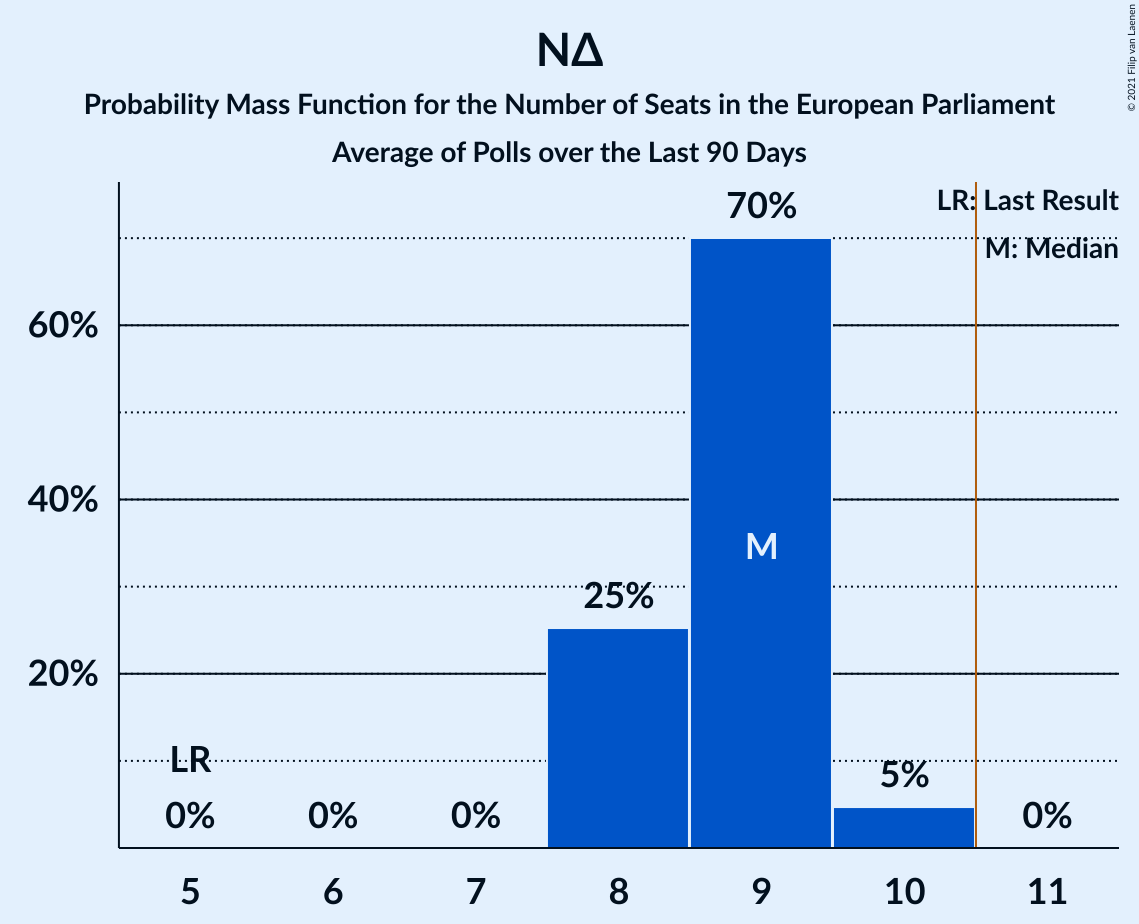 © 2021 Filip van Laenen
ΝΔ
Probability Mass Function for the Number of Seats in the European Parliament
Average of Polls over the Last 90 Days
70%
LR: Last Result
M: Median
60%
40%
M
25%
20%
LR
5%
0%
0%
0%
0%
5
6
7
8
9
10
11